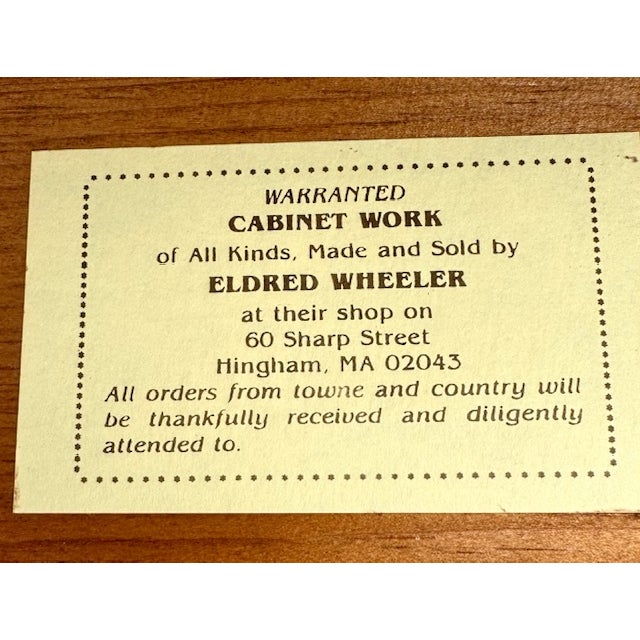 WARRANTED
CABINET WORK
of All Kinds, Made and Sold by
ELDRED WHEELER
at their shop on
60 Sharp Street
Hingham, MA 02043
All orders from towne and country will
be thankfully received and diligently
attended to.